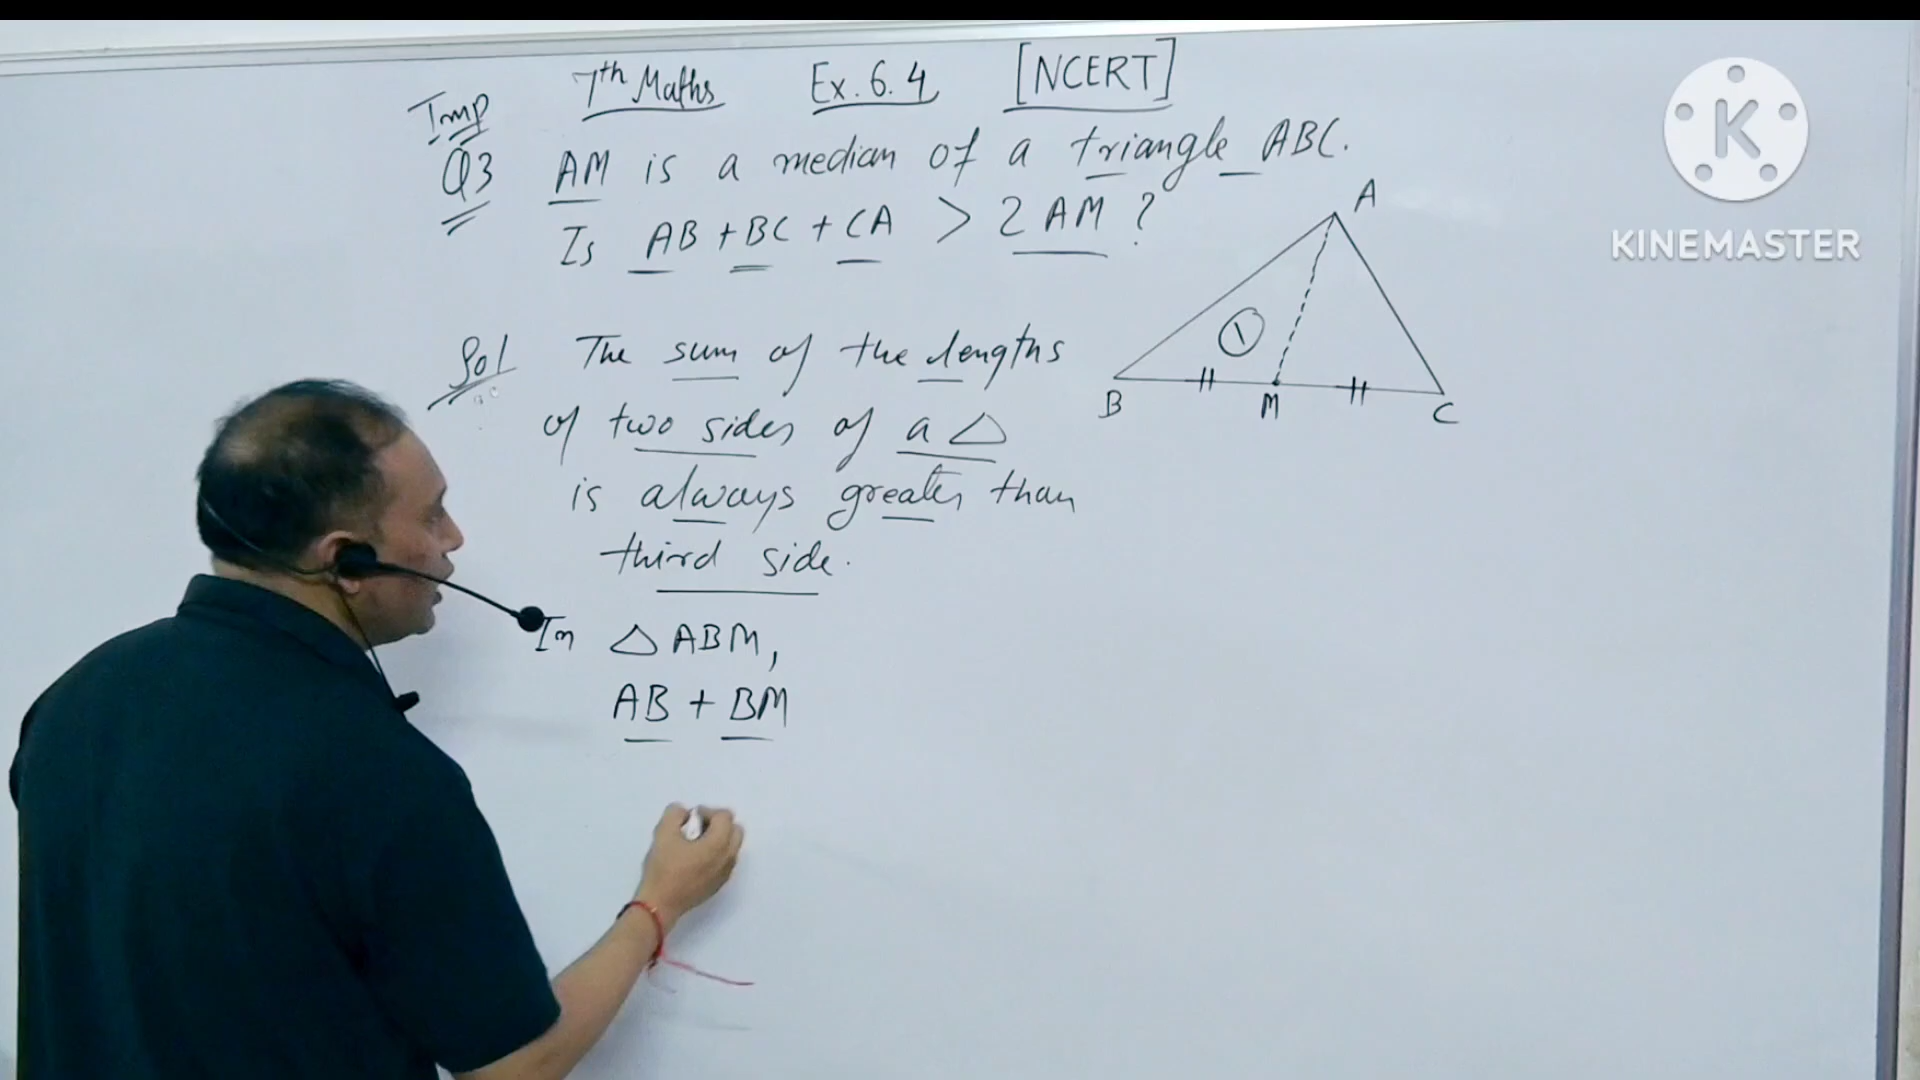 7th Maths Ex. 6.4 [NCERT]
Imp
Q3 AM is a median of a triangle ABC.
Is AB + BC + CA > 2 AM ?
Sol The sum of the lengths
of two sides of a △
is always greater than
third side.
In △ ABM,
AB + BM
A
1
B M C
K
KINEMASTER